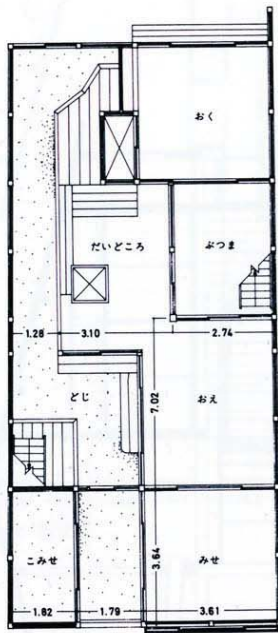 おく
だいどころ
ぶつま
1.28
3.10
2.74
どじ
7.02
おえ
こみせ
3.64
みせ
1.82
1.79
3.61